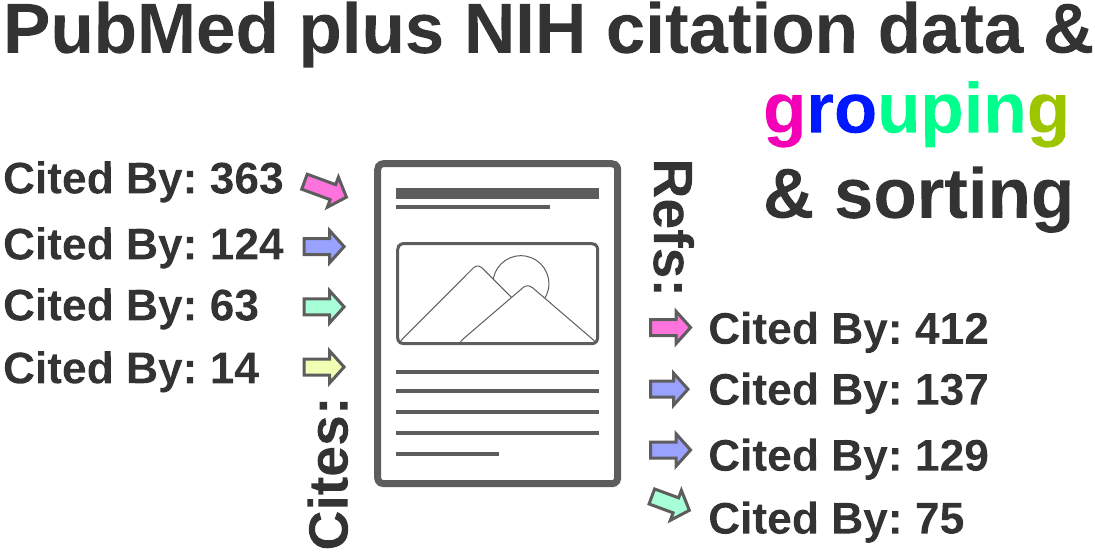 PubMed plus NIH citation data &
grouping
& sorting
Cited By: 363
Cited By: 124
Cited By: 63
Cited By: 14
Cites:
Refs:
Cited By: 412
Cited By: 137
Cited By: 129
Cited By: 75